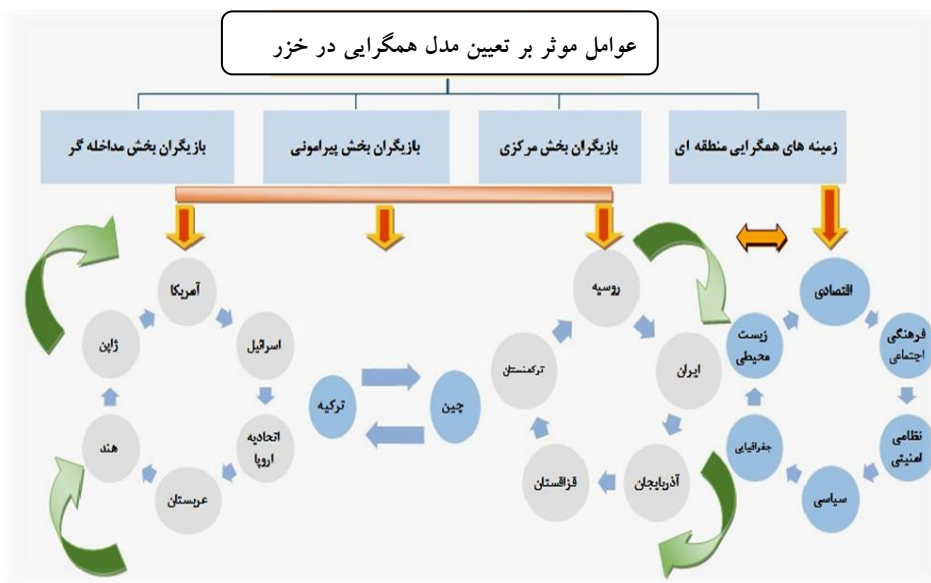 عوامل موثر بر تعیین مدل همگرایی در خزر
زمینه های همگرایی منطقه ای
بازیگران بخش مرکزی
بازیگران بخش پیرامونی
بازیگران بخش مداخله گر
اقتصادی
فرهنگی
اجتماعی
نظامی
امنیتی
سیاسی
جغرافیایی
زیست
محیطی
روسیه
ایران
آذربایجان
قزاقستان
ترکمنستان
چین
ترکیه
آمریکا
اسرائیل
اتحادیه
اروپا
عربستان
هند
ژاپن